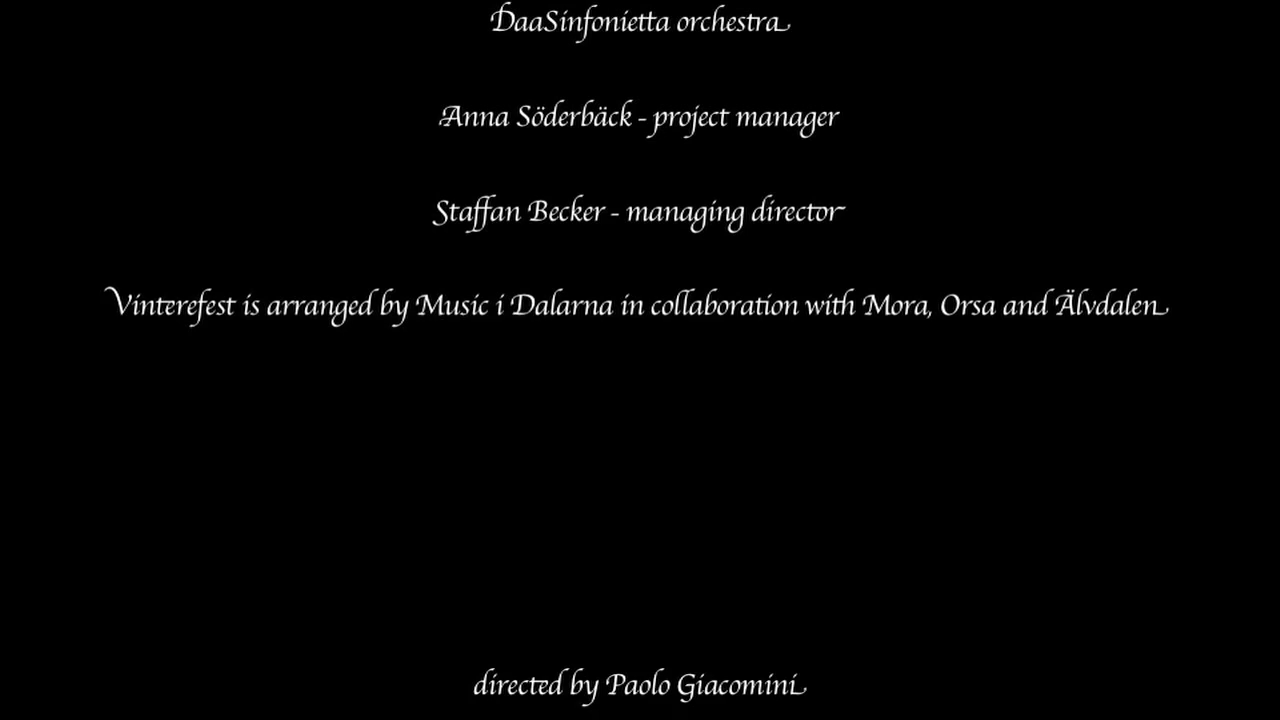 DaaSinfonietta orchestra
Anna Söderbäck - project manager
Staffan Becker - managing director
Vinterefest is arranged by Music i Dalarna in collaboration with Mora, Orsa and Älvdalen
directed by Paolo Giacomini